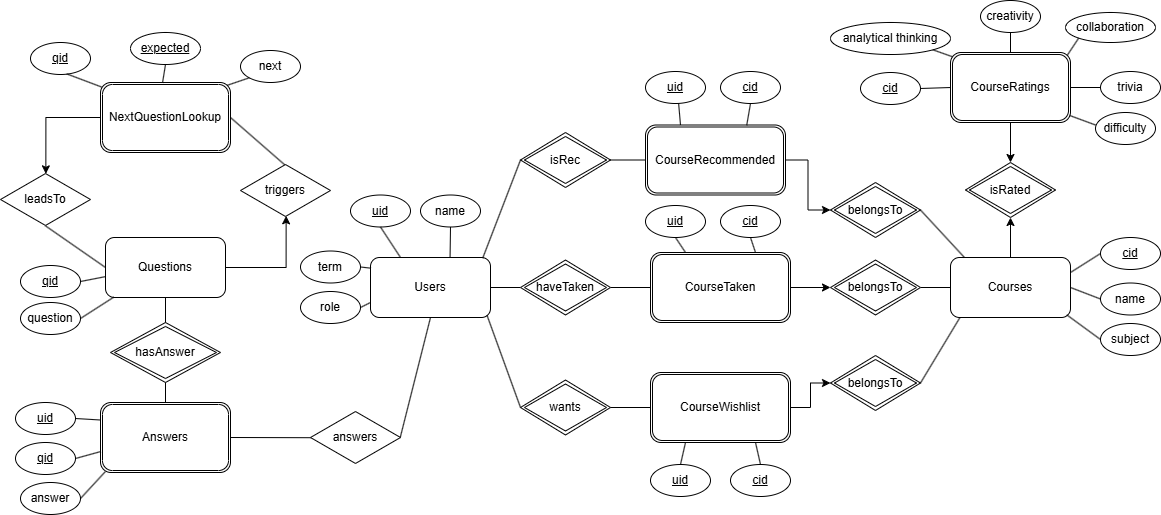 creativity
collaboration
analytical thinking
expected
qid
next
uid
cid
cid
CourseRatings
trivia
NextQuestionLookup
difficulty
isRec
CourseRecommended
leadsTo
triggers
isRated
uid
name
belongsTo
uid
cid
Questions
term
Users
haveTaken
CourseTaken
belongsTo
Courses
cid
qid
name
role
question
subject
hasAnswer
belongsTo
uid
wants
CourseWishlist
Answers
answers
qid
uid
cid
answer